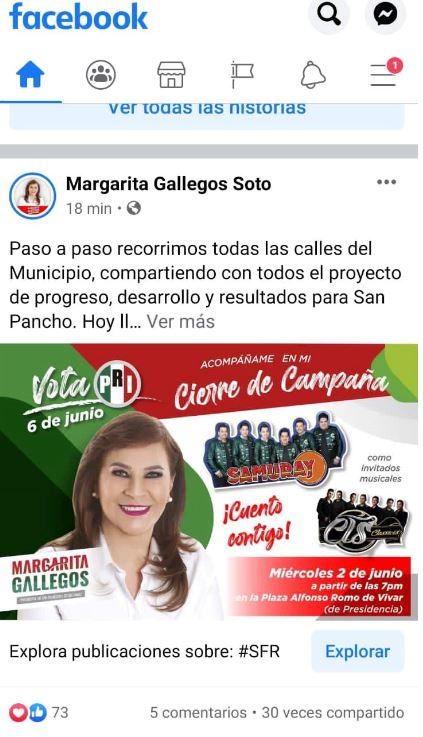 facebook
1
Ver todas las historias
Margarita Gallegos Soto
18 min •
Paso a paso recorrimos todas las calles del
Municipio, compartiendo con todos el proyecto
de progreso, desarrollo y resultados para San
Pancho. Hoy ll... Ver más
Vota PRI
6 de junio
ACOMPÁÑAME EN MI
Cierre de Campaña
SAMURAY
como
invitados
musicales
¡Cuento
contigo!
MARGARITA
GALLEGOS
Miércoles 2 de junio
a partir de las 7pm
en la Plaza Alfonso Romo de Vivar
(de Presidencia)
Explora publicaciones sobre: #SFR
Explorar
73
5 comentarios • 30 veces compartido